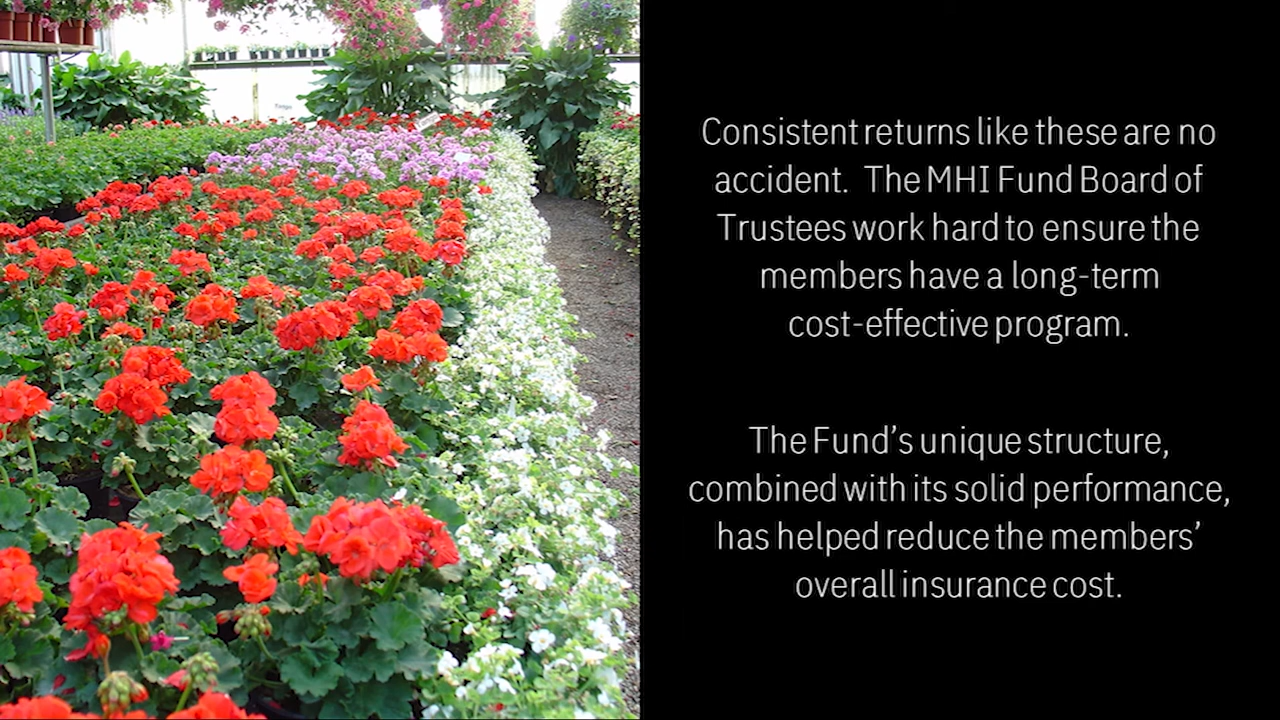 Consistent returns like these are no
accident. The MHI Fund Board of
Trustees work hard to ensure the
members have a long-term
cost-effective program.
The Fund’s unique structure,
combined with its solid performance,
has helped reduce the members’
overall insurance cost.